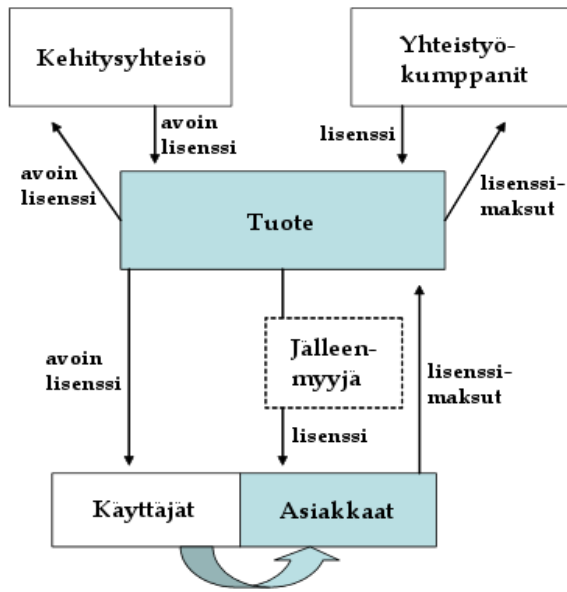 Kehitysyhteisö
Yhteistyö-
kumppanit
avoin
lisenssi
lisenssi
avoin
lisenssi
lisenssi-
maksut
Tuote
avoin
lisenssi
Jälleen-
myyjä
lisenssi-
maksut
lisenssi
Käyttäjät
Asiakkaat